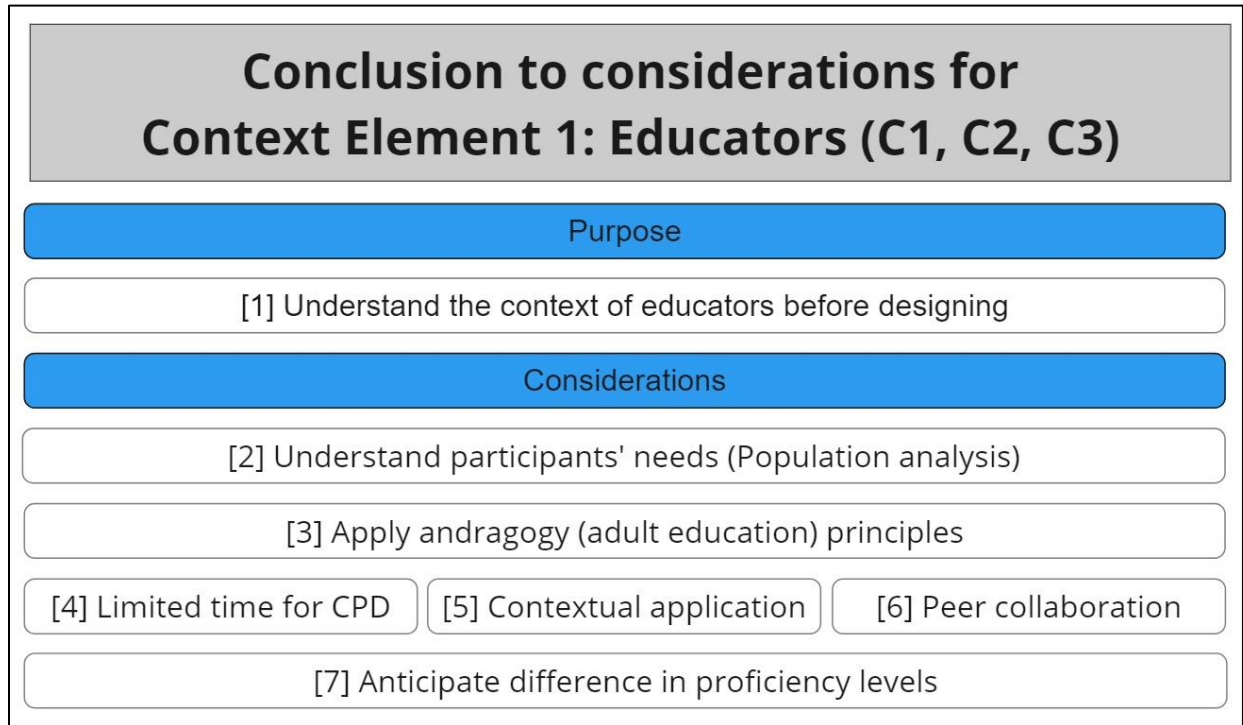 Conclusion to considerations for
Context Element 1: Educators (C1, C2, C3)
Purpose
[1] Understand the context of educators before designing
Considerations
[2] Understand participants' needs (Population analysis)
[3] Apply andragogy (adult education) principles
[4] Limited time for CPD
[5] Contextual application
[6] Peer collaboration
[7] Anticipate difference in proficiency levels